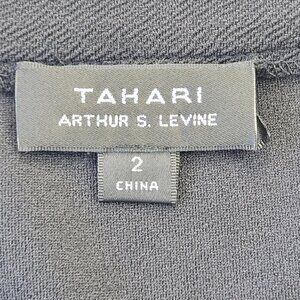 TAHARI
ARTHUR S. LEVINE
2
CHINA